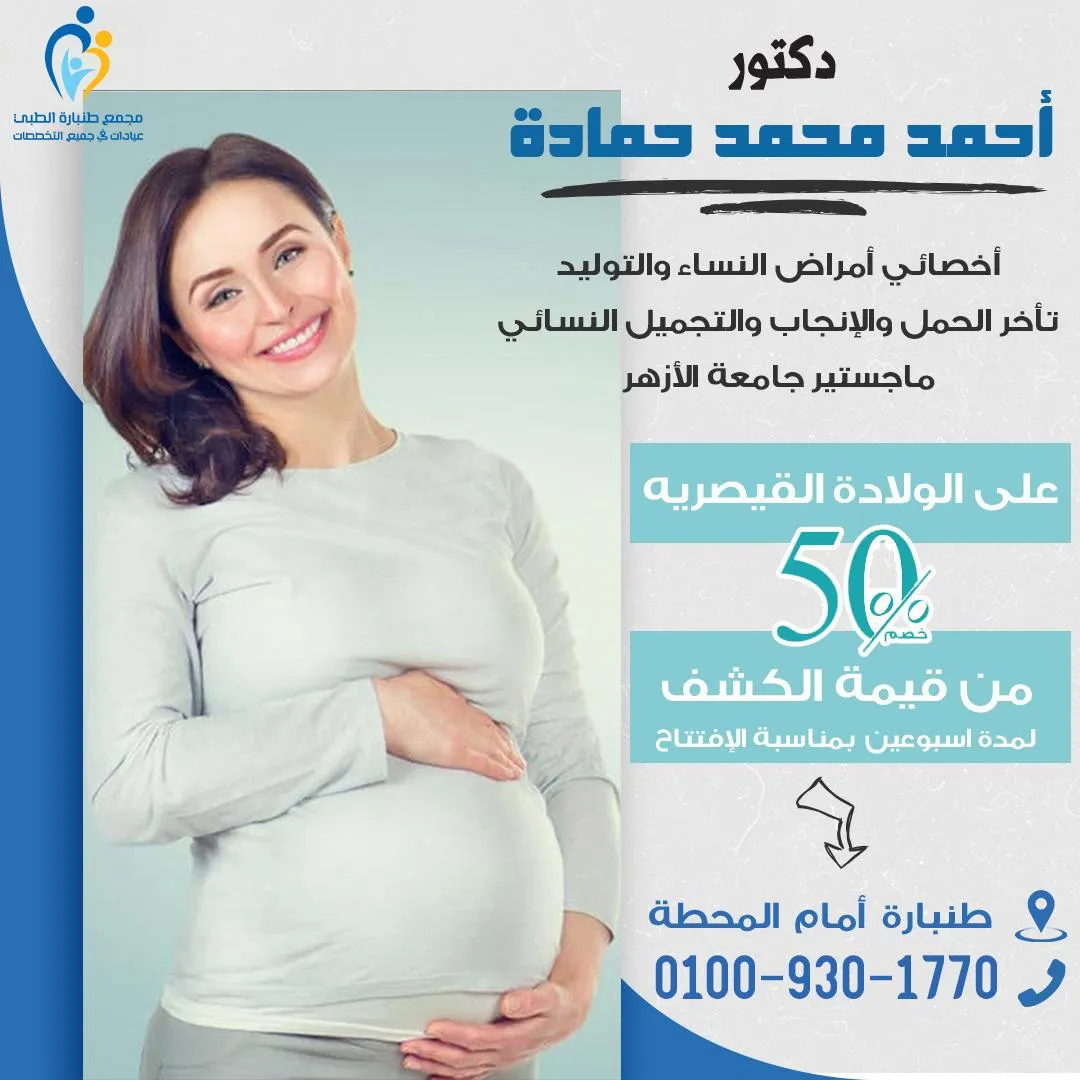 مجمع طنبارة الطبى
عيادات في جميع التخصصات
دكتور
أحمد محمد حمادة
أخصائي أمراض النساء والتوليد
تأخر الحمل والإنجاب والتجميل النسائي
ماجستير جامعة الأزهر
على الولادة القيصريه
50%
خصم
من قيمة الكشف
لمدة اسبوعين بمناسبة الإفتتاح
طنبارة أمام المحطة
0100-930-1770